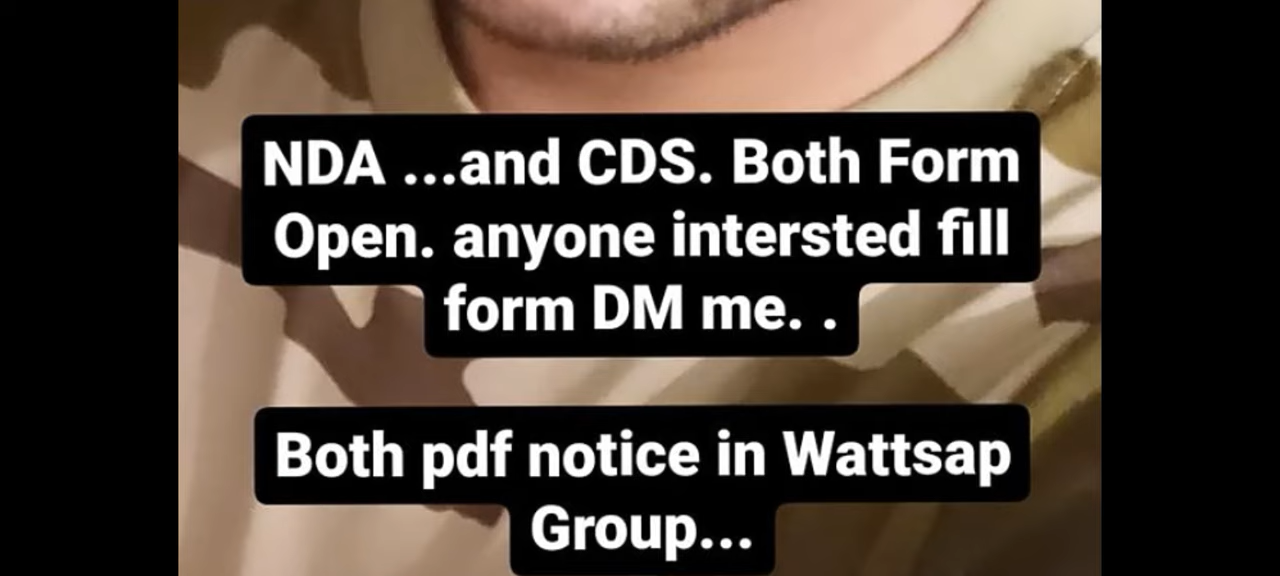 NDA ...and CDS. Both Form
Open. anyone intersted fill
form DM me. .
Both pdf notice in Wattsap
Group...